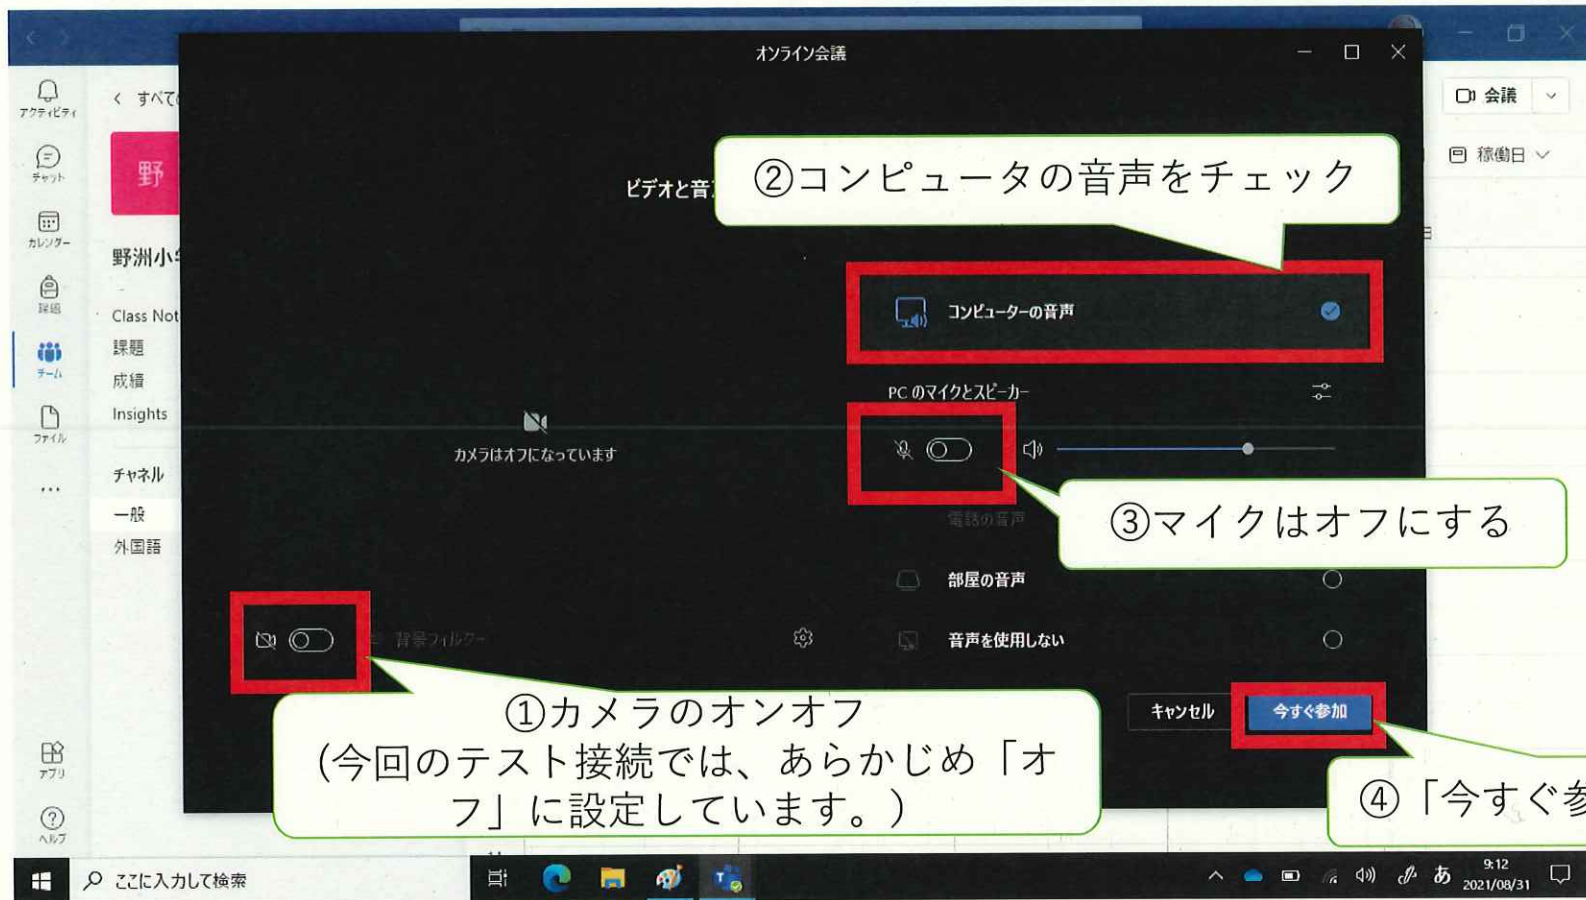 オンライン会議
会議
アクティビティ
チャット
カレンダー
課題
チーム
ファイル
アプリ
ヘルプ
< すべての
野
野洲小学
Class Not
課題
成績
Insights
チャネル
一般
外国語
稼働日
日
ビデオと音
②コンピュータの音声をチェック
コンピューターの音声
PC のマイクとスピーカー
カメラはオフになっています
③マイクはオフにする
電話の音声
部屋の音声
背景フィルター
音声を使用しない
①カメラのオンオフ
(今回のテスト接続では、あらかじめ「オ
フ」に設定しています。)
キャンセル
今すぐ参加
④「今すぐ参
ここに入力して検索
あ
9:12
2021/08/31